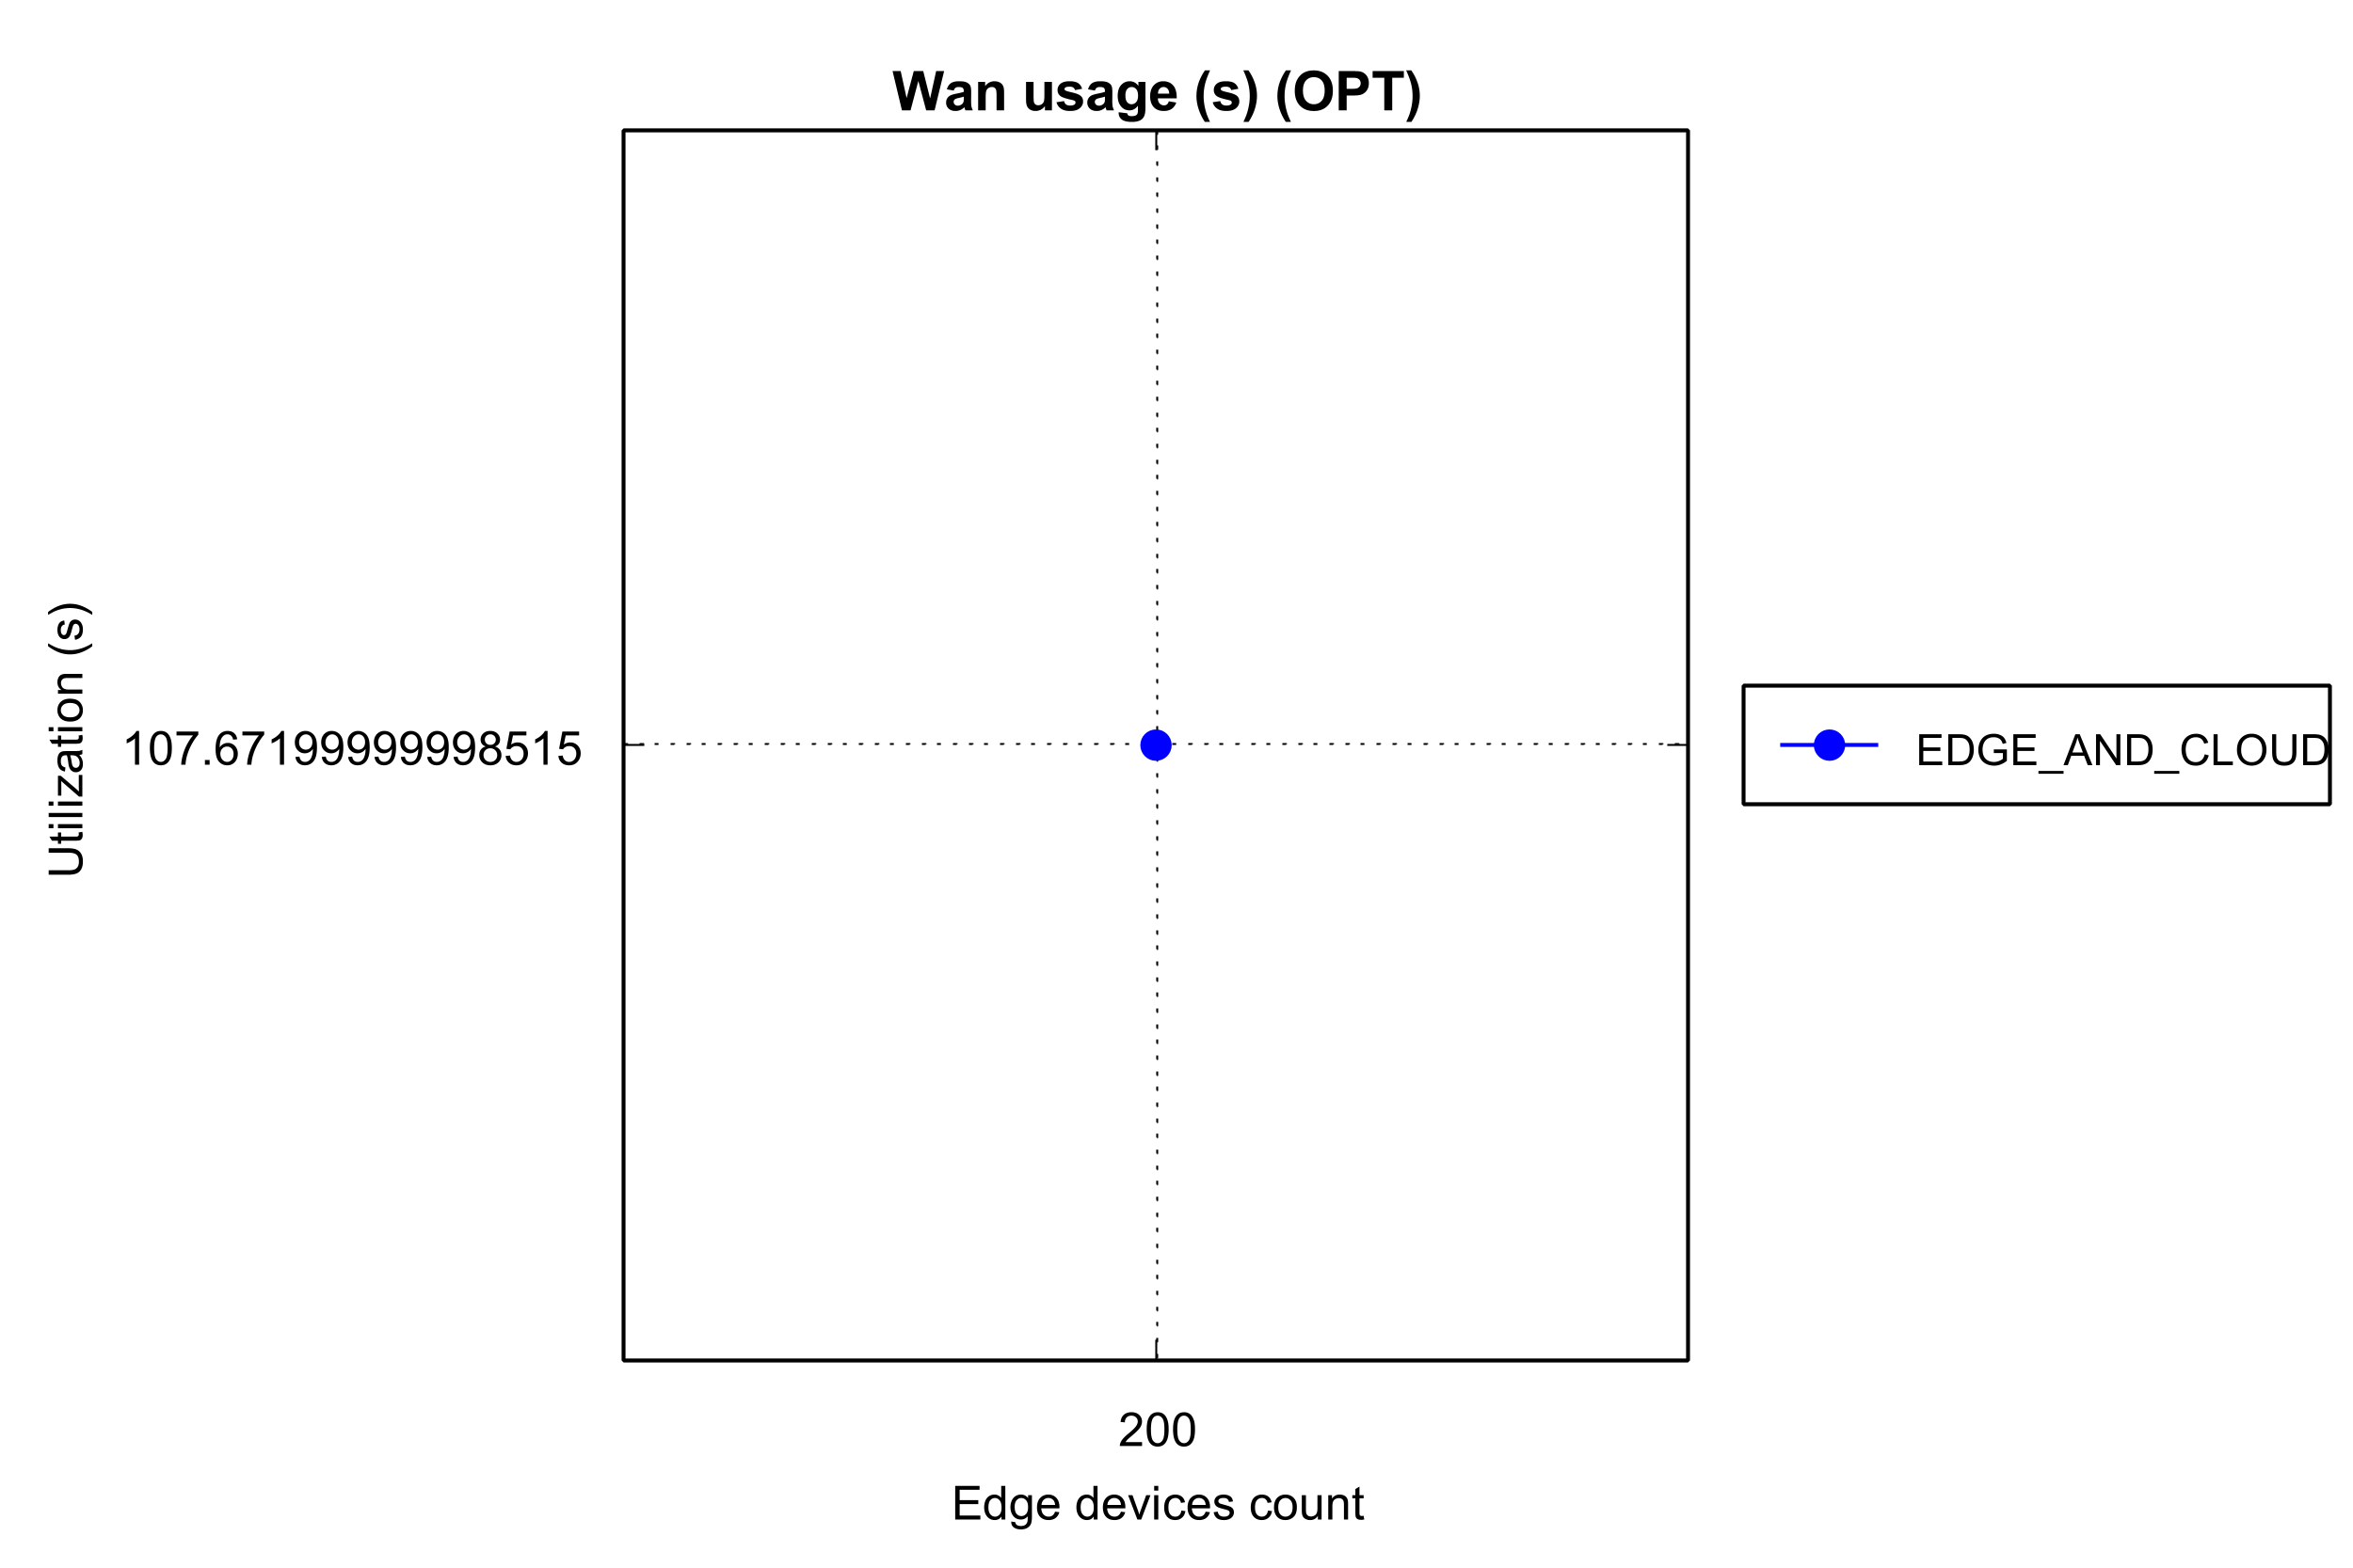 Wan usage (s) (OPT)
Utilization (s)
107.67199999998515
EDGE_AND_CLOUD
200
Edge devices count